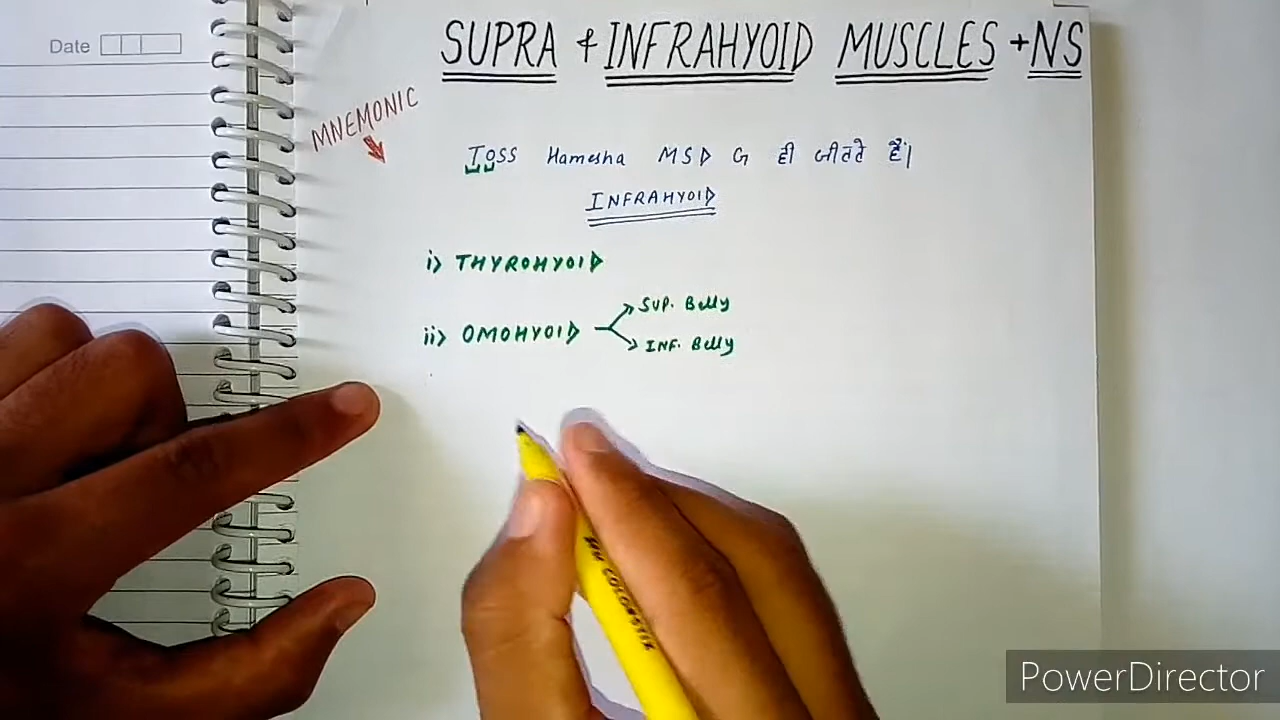 Date
SUPRA & INFRAHYOID MUSCLES + NS
MNEMONIC
TOSS Hamesha MSD G ही जीतते हैं।
INFRAHYOID
i> THYROHYOID
ii> OMOHYOID
SUP. Belly
INF. Belly
PowerDirector